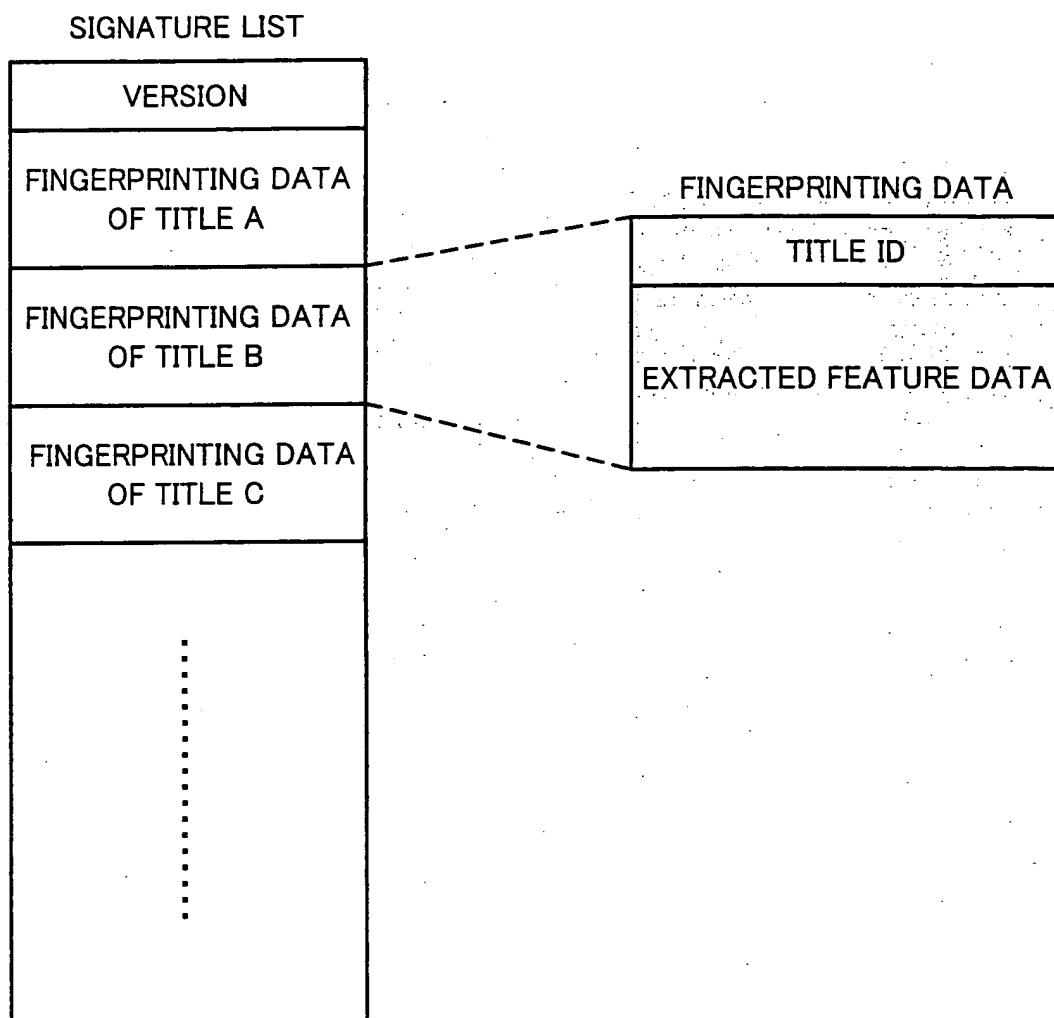 SIGNATURE LIST
VERSION
FINGERPRINTING DATA
OF TITLE A
FINGERPRINTING DATA
OF TITLE B
FINGERPRINTING DATA
OF TITLE C
FINGERPRINTING DATA
TITLE ID
EXTRACTED FEATURE DATA